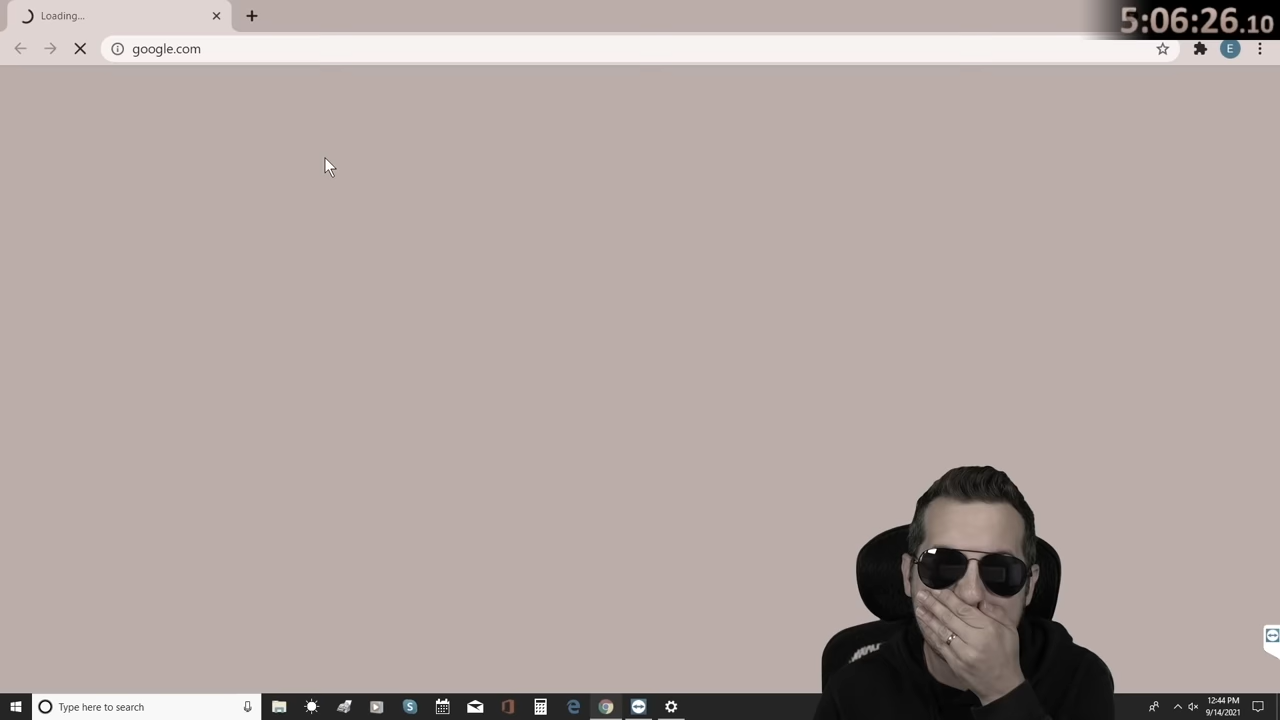 Loading...
5:06:26.10
google.com
E
Type here to search
12:44 PM
9/14/2021